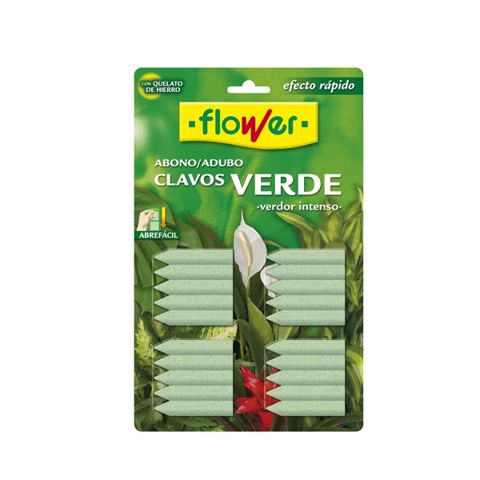 CON QUELATO
DE HIERRO
efecto rápido
·flower·
ABONO/ADUBO
CLAVOS VERDE
·verdor intenso·
ABREFÁCIL